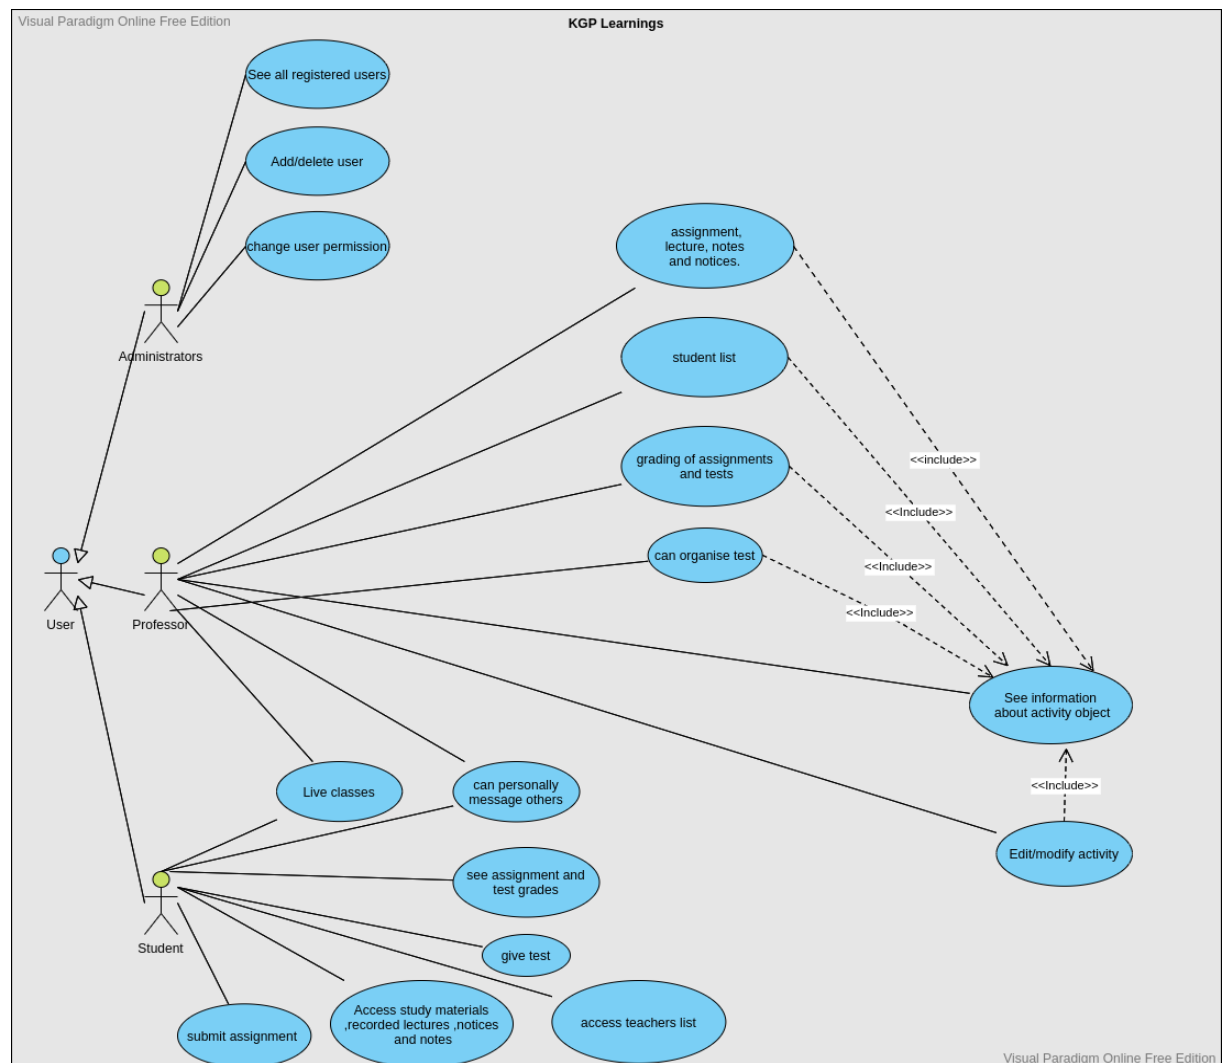 Visual Paradigm Online Free Edition
KGP Learnings
See all registered users
Add/delete user
change user permission
Administrators
assignment,
lecture, notes
and notices.
student list
grading of assignments
and tests
can organise test
<<include>>
<<Include>>
<<Include>>
<<Include>>
User
Professor
See information
about activity object
<<Include>>
Edit/modify activity
Live classes
can personally
message others
see assignment and
test grades
Student
give test
submit assignment
Access study materials
,recorded lectures ,notices
and notes
access teachers list
Visual Paradigm Online Free Edition